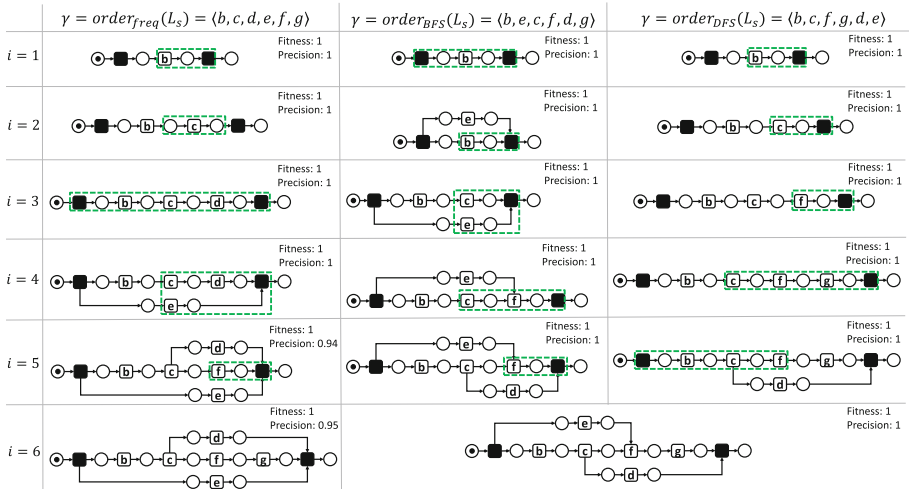 γ = order_freq(L_s) = ⟨b, c, d, e, f, g⟩
γ = order_BFS(L_s) = ⟨b, e, c, f, d, g⟩
γ = order_DFS(L_s) = ⟨b, c, f, g, d, e⟩
i = 1
Fitness: 1
Precision: 1
b
Fitness: 1
Precision: 1
b
Fitness: 1
Precision: 1
b
i = 2
Fitness: 1
Precision: 1
b c
Fitness: 1
Precision: 1
e
b
Fitness: 1
Precision: 1
b c
i = 3
Fitness: 1
Precision: 1
b c d
Fitness: 1
Precision: 1
b c
e
Fitness: 1
Precision: 1
b c f
i = 4
Fitness: 1
Precision: 1
b c d
e
Fitness: 1
Precision: 1
e
b c f
Fitness: 1
Precision: 1
b c f g
i = 5
Fitness: 1
Precision: 0.94
d
b c f
e
Fitness: 1
Precision: 1
e
b c f
d
Fitness: 1
Precision: 1
b c f g
d
i = 6
Fitness: 1
Precision: 0.95
d
b c f g
e
Fitness: 1
Precision: 1
e
b c f g
d